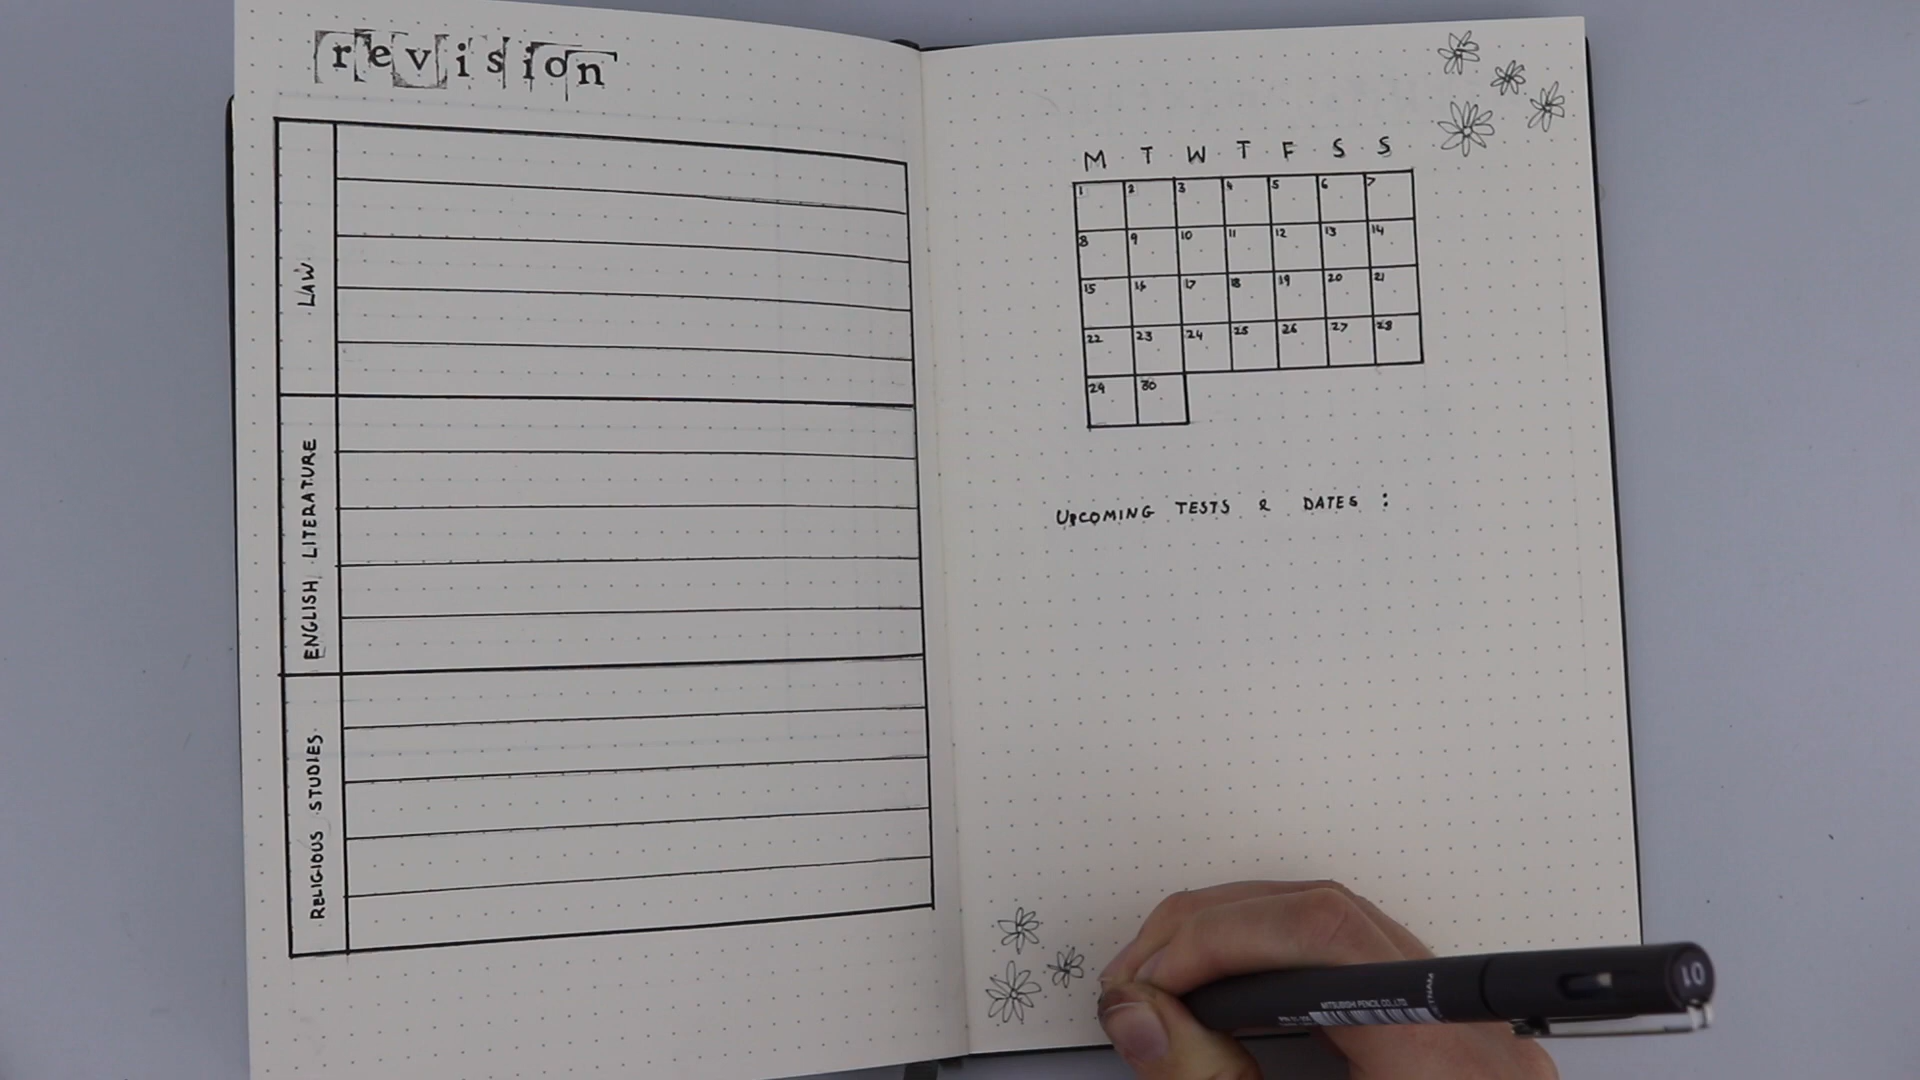 revision
LAW
ENGLISH LITERATURE
RELIGIOUS STUDIES
M T W T F S S
1 2 3 4 5 6 7
8 9 10 11 12 13 14
15 16 17 18 19 20 21
22 23 24 25 26 27 28
29 30
UPCOMING TESTS & DATES :
MITSUBISHI PENCIL CO., LTD.
01